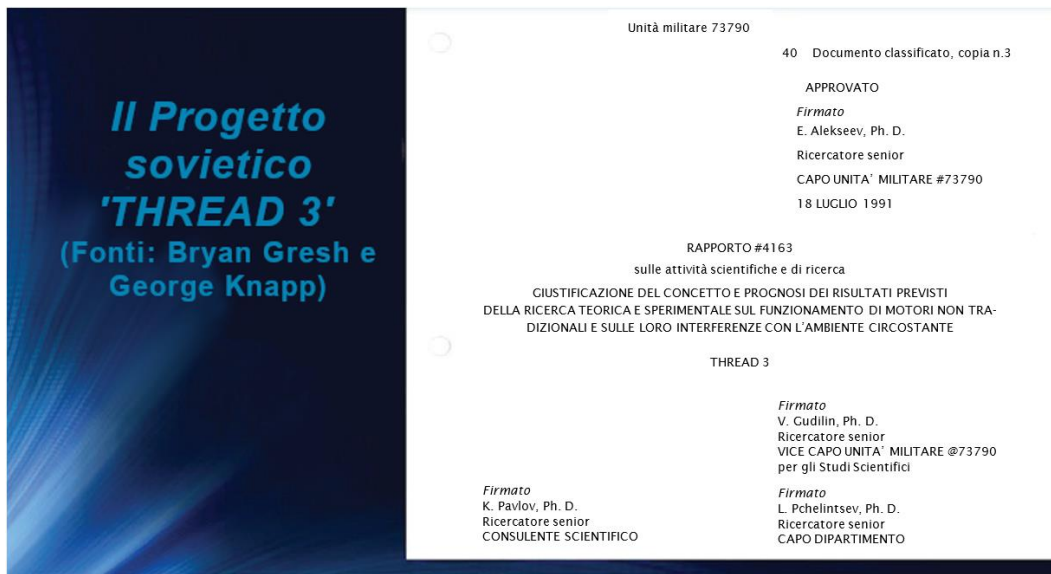 Il Progetto
sovietico
'THREAD 3'
(Fonti: Bryan Gresh e
George Knapp)
Unità militare 73790
40 Documento classificato, copia n.3
APPROVATO
Firmato
E. Alekseev, Ph. D.
Ricercatore senior
CAPO UNITA' MILITARE #73790
18 LUGLIO 1991
RAPPORTO #4163
sulle attività scientifiche e di ricerca
GIUSTIFICAZIONE DEL CONCETTO E PROGNOSI DEI RISULTATI PREVISTI
DELLA RICERCA TEORICA E SPERIMENTALE SUL FUNZIONAMENTO DI MOTORI NON TRA-
DIZIONALI E SULLE LORO INTERFERENZE CON L'AMBIENTE CIRCOSTANTE
THREAD 3
Firmato
V. Gudilin, Ph. D.
Ricercatore senior
VICE CAPO UNITA' MILITARE @73790
per gli Studi Scientifici
Firmato
K. Pavlov, Ph. D.
Ricercatore senior
CONSULENTE SCIENTIFICO
Firmato
L. Pchelintsev, Ph. D.
Ricercatore senior
CAPO DIPARTIMENTO